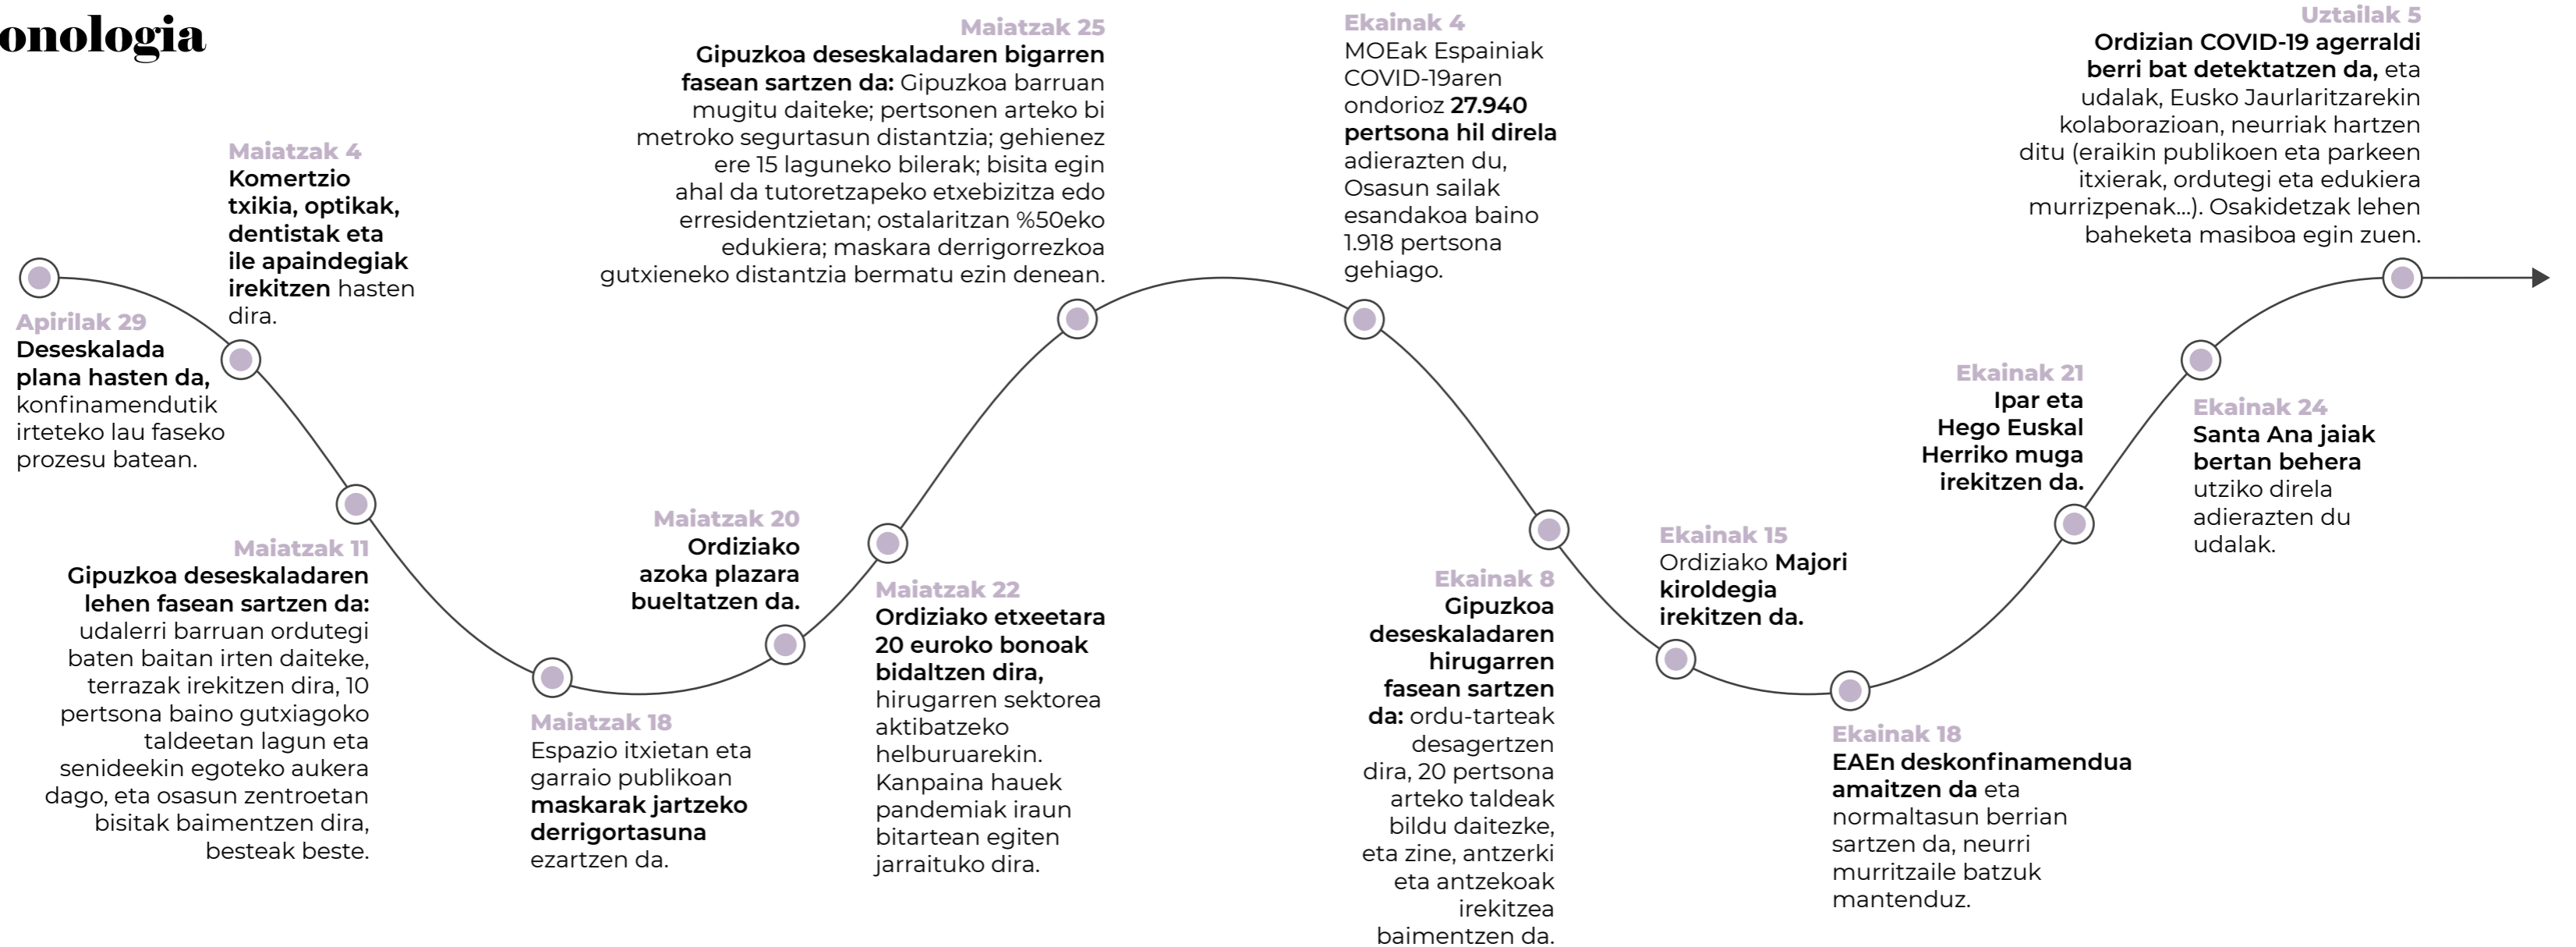 onologia
Apirilak 29
Deseskalada
plana hasten da,
konfinamendutik
irteteko lau faseko
prozesu batean.
Maiatzak 4
Komertzio
txikia, optikak,
dentistak eta
ile apaindegiak
irekitzen hasten
dira.
Maiatzak 11
Gipuzkoa deseskaladaren
lehen fasean sartzen da:
udalerri barruan ordutegi
baten baitan irten daiteke,
terrazak irekitzen dira, 10
pertsona baino gutxiagoko
taldeetan lagun eta
senideekin egoteko aukera
dago, eta osasun zentroetan
bisitak baimentzen dira,
besteak beste.
Maiatzak 18
Espazio itxietan eta
garraio publikoan
maskarak jartzeko
derrigortasuna
ezartzen da.
Maiatzak 20
Ordiziako
azoka plazara
bueltatzen da.
Maiatzak 22
Ordiziako etxeetara
20 euroko bonoak
bidaltzen dira,
hirugarren sektorea
aktibatzeko
helburuarekin.
Kanpaina hauek
pandemiak iraun
bitartean egiten
jarraituko dira.
Maiatzak 25
Gipuzkoa deseskaladaren bigarren
fasean sartzen da: Gipuzkoa barruan
mugitu daiteke; pertsonen arteko bi
metroko segurtasun distantzia; gehienez
ere 15 laguneko bilerak; bisita egin
ahal da tutoretzapeko etxebizitza edo
erresidentzietan; ostalaritzan %50eko
edukiera; maskara derrigorrezkoa
gutxieneko distantzia bermatu ezin denean.
Ekainak 4
MOEak Espainiak
COVID-19aren
ondorioz 27.940
pertsona hil direla
adierazten du,
Osasun sailak
esandakoa baino
1.918 pertsona
gehiago.
Ekainak 8
Gipuzkoa
deseskaladaren
hirugarren
fasean sartzen
da: ordu-tarteak
desagertzen
dira, 20 pertsona
arteko taldeak
bildu daitezke,
eta zine, antzerki
eta antzekoak
irekitzea
baimentzen da.
Ekainak 15
Ordiziako Majori
kiroldegia
irekitzen da.
Ekainak 18
EAEn deskonfinamendua
amaitzen da eta
normaltasun berrian
sartzen da, neurri
murritzaile batzuk
mantenduz.
Ekainak 21
Ipar eta
Hego Euskal
Herriko muga
irekitzen da.
Ekainak 24
Santa Ana jaiak
bertan behera
utziko direla
adierazten du
udalak.
Uztailak 5
Ordizian COVID-19 agerraldi
berri bat detektatzen da, eta
udalak, Eusko Jaurlaritzarekin
kolaborazioan, neurriak hartzen
ditu (eraikin publikoen eta parkeen
itxierak, ordutegi eta edukiera
murrizpenak...). Osakidetzak lehen
baheketa masiboa egin zuen.